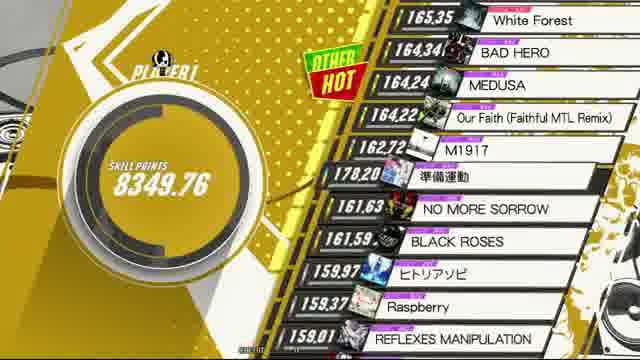 PLAYER1
SKILL POINTS
8349.76
OTHER
HOT
165,35 White Forest
164,34 BAD HERO
164,24 MEDUSA
164,22 Our Faith (Faithful MTL Remix)
162,72 M1917
178,20 準備運動
161,63 NO MORE SORROW
161,59 BLACK ROSES
159,97 ヒトリアソビ
159,37 Raspberry
159,01 REFLEXES MANIPULATION